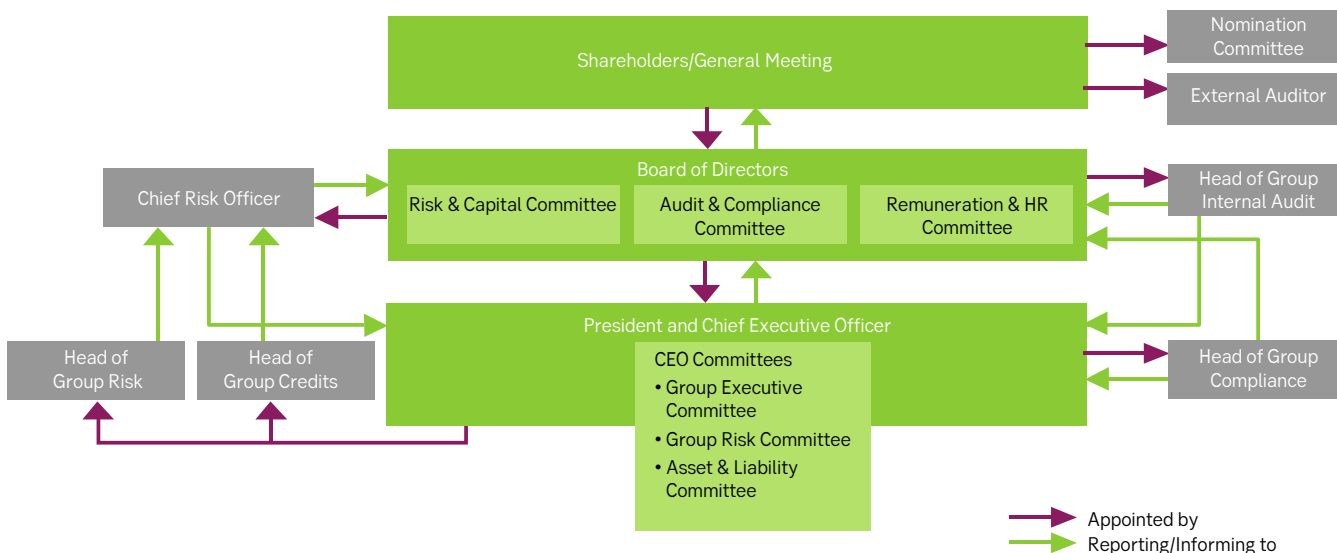 Shareholders/General Meeting
Nomination
Committee
External Auditor
Board of Directors
Risk & Capital Committee
Audit & Compliance
Committee
Remuneration & HR
Committee
Chief Risk Officer
Head of Group
Internal Audit
President and Chief Executive Officer
CEO Committees
• Group Executive
Committee
• Group Risk Committee
• Asset & Liability
Committee
Head of
Group Risk
Head of
Group Credits
Head of Group
Compliance
Appointed by
Reporting/Informing to